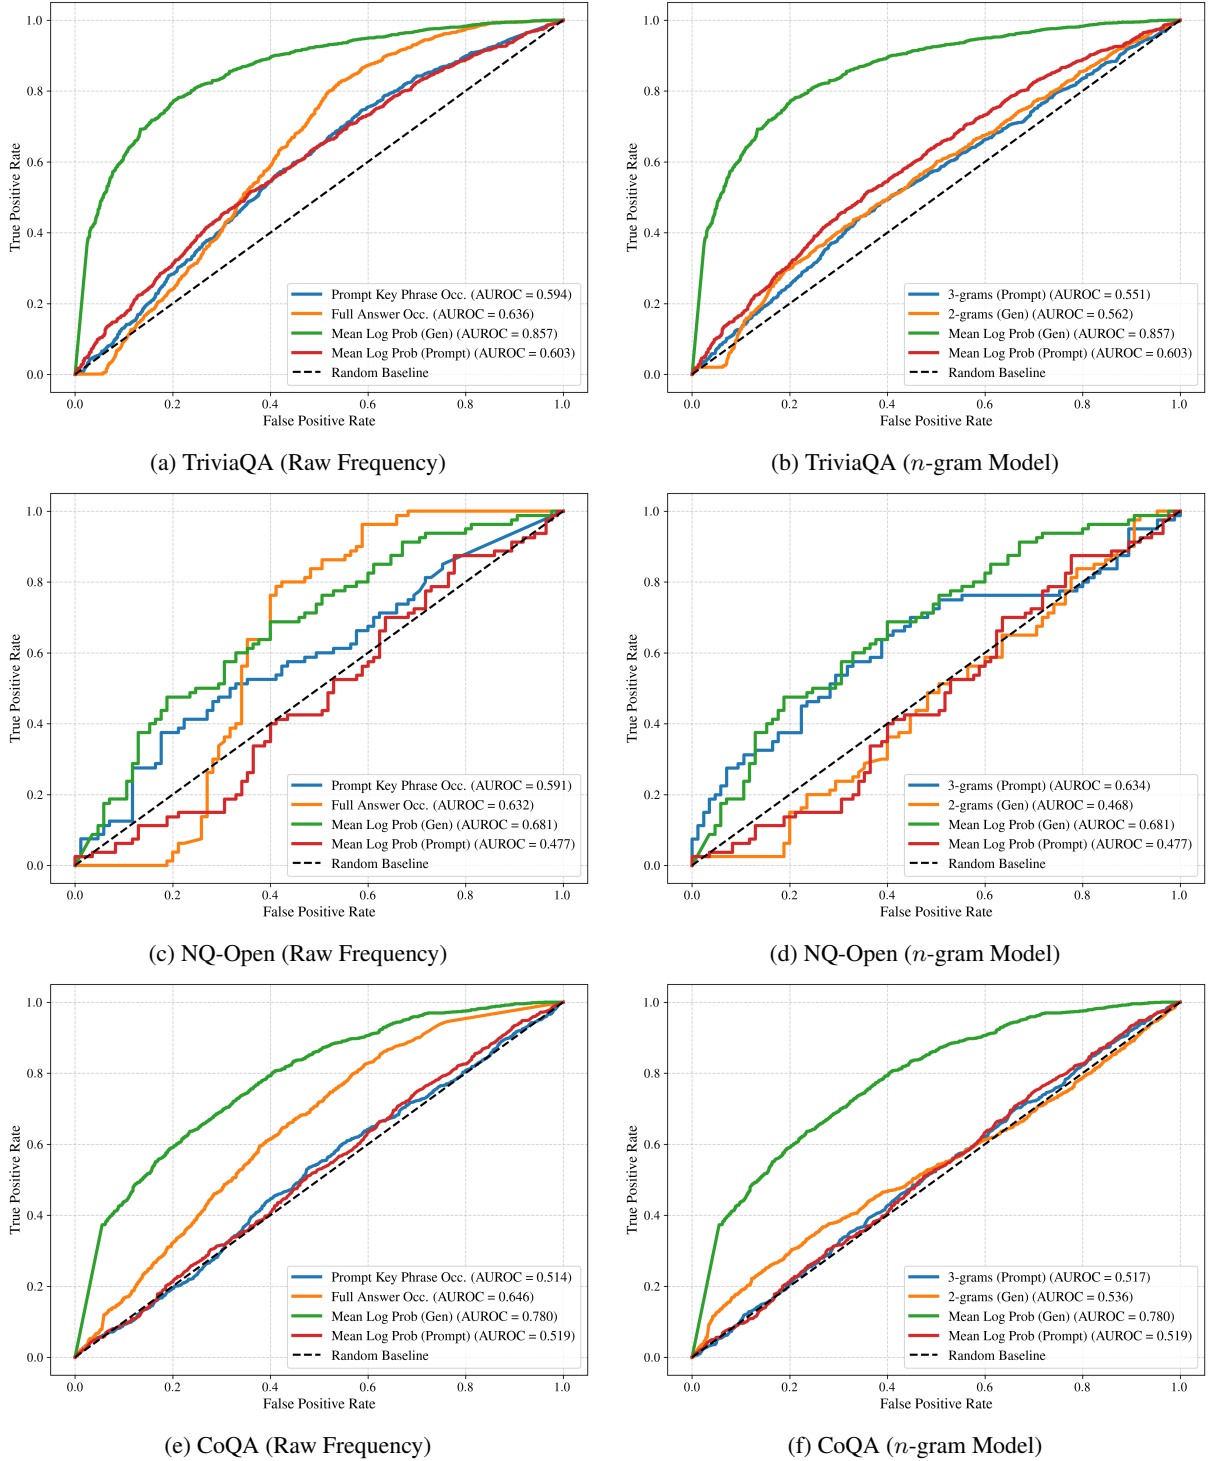 1.0
0.8
0.6
0.4
0.2
0.0
True Positive Rate
Prompt Key Phrase Occ. (AUROC = 0.594)
Full Answer Occ. (AUROC = 0.636)
Mean Log Prob (Gen) (AUROC = 0.857)
Mean Log Prob (Prompt) (AUROC = 0.603)
Random Baseline
0.0 0.2 0.4 0.6 0.8 1.0
False Positive Rate
(a) TriviaQA (Raw Frequency)
1.0
0.8
0.6
0.4
0.2
0.0
True Positive Rate
3-grams (Prompt) (AUROC = 0.551)
2-grams (Gen) (AUROC = 0.562)
Mean Log Prob (Gen) (AUROC = 0.857)
Mean Log Prob (Prompt) (AUROC = 0.603)
Random Baseline
0.0 0.2 0.4 0.6 0.8 1.0
False Positive Rate
(b) TriviaQA (n-gram Model)
1.0
0.8
0.6
0.4
0.2
0.0
True Positive Rate
Prompt Key Phrase Occ. (AUROC = 0.591)
Full Answer Occ. (AUROC = 0.632)
Mean Log Prob (Gen) (AUROC = 0.681)
Mean Log Prob (Prompt) (AUROC = 0.477)
Random Baseline
0.0 0.2 0.4 0.6 0.8 1.0
False Positive Rate
(c) NQ-Open (Raw Frequency)
1.0
0.8
0.6
0.4
0.2
0.0
True Positive Rate
3-grams (Prompt) (AUROC = 0.634)
2-grams (Gen) (AUROC = 0.468)
Mean Log Prob (Gen) (AUROC = 0.681)
Mean Log Prob (Prompt) (AUROC = 0.477)
Random Baseline
0.0 0.2 0.4 0.6 0.8 1.0
False Positive Rate
(d) NQ-Open (n-gram Model)
1.0
0.8
0.6
0.4
0.2
0.0
True Positive Rate
Prompt Key Phrase Occ. (AUROC = 0.514)
Full Answer Occ. (AUROC = 0.646)
Mean Log Prob (Gen) (AUROC = 0.780)
Mean Log Prob (Prompt) (AUROC = 0.519)
Random Baseline
0.0 0.2 0.4 0.6 0.8 1.0
False Positive Rate
(e) CoQA (Raw Frequency)
1.0
0.8
0.6
0.4
0.2
0.0
True Positive Rate
3-grams (Prompt) (AUROC = 0.517)
2-grams (Gen) (AUROC = 0.536)
Mean Log Prob (Gen) (AUROC = 0.780)
Mean Log Prob (Prompt) (AUROC = 0.519)
Random Baseline
0.0 0.2 0.4 0.6 0.8 1.0
False Positive Rate
(f) CoQA (n-gram Model)